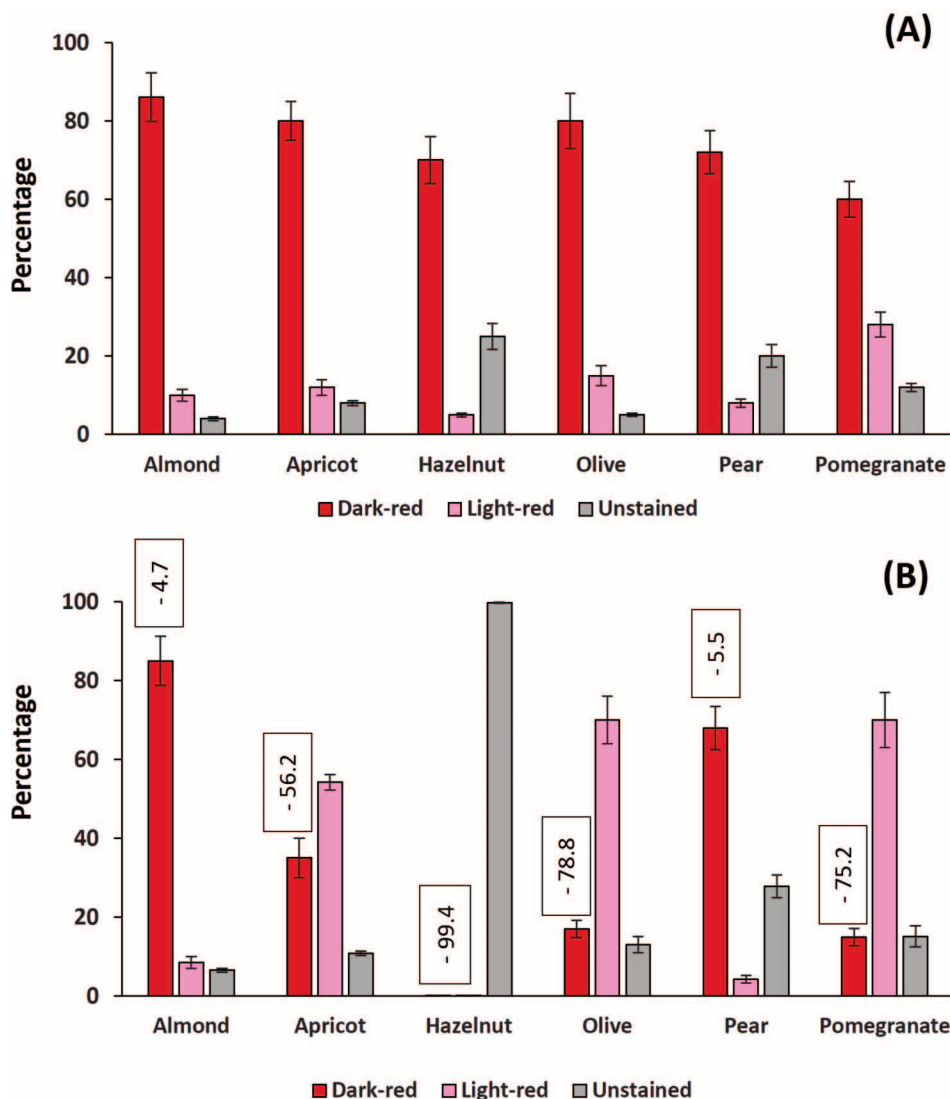 (A)
Percentage
100
80
60
40
20
0
Almond Apricot Hazelnut Olive Pear Pomegranate
Dark-red Light-red Unstained
(B)
Percentage
100
80
60
40
20
0
- 4.7
- 56.2
- 99.4
- 78.8
- 5.5
- 75.2
Almond Apricot Hazelnut Olive Pear Pomegranate
Dark-red Light-red Unstained